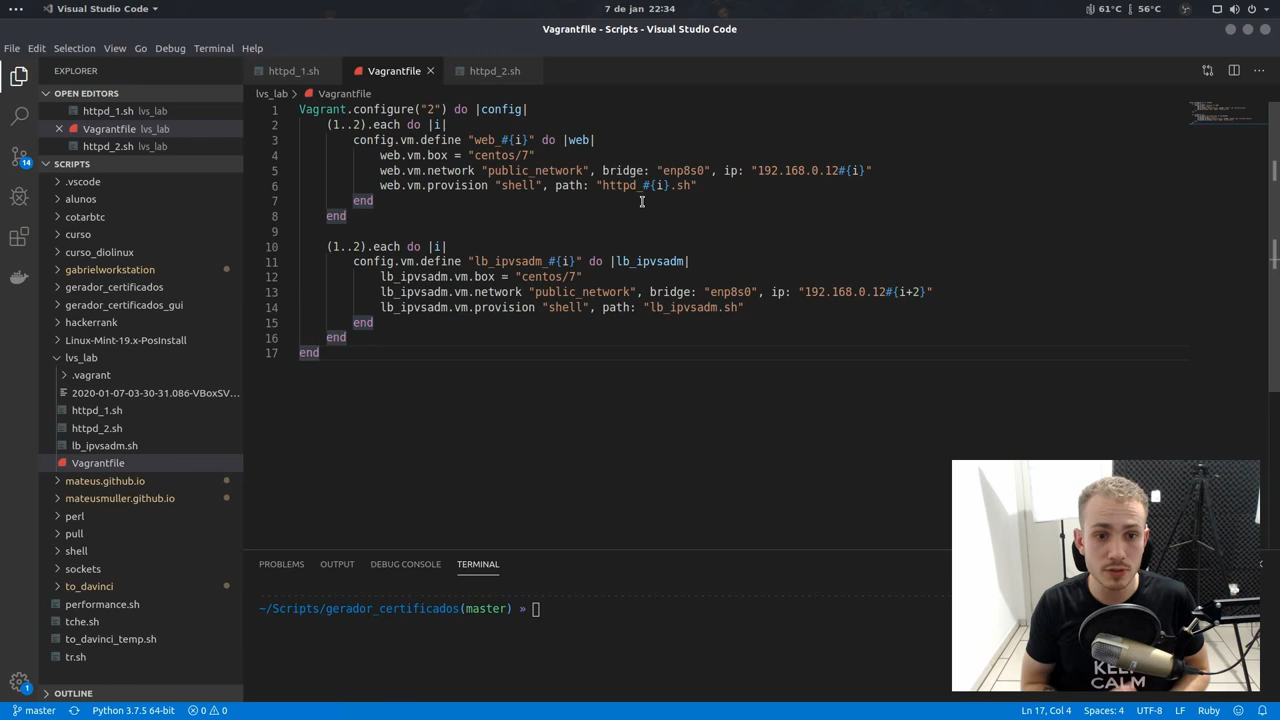 Visual Studio Code
7 de jan 22:34
61°C 56°C
Vagrantfile - Scripts - Visual Studio Code
File Edit Selection View Go Debug Terminal Help
EXPLORER
OPEN EDITORS
httpd_1.sh lvs_lab
Vagrantfile lvs_lab
httpd_2.sh lvs_lab
SCRIPTS
.vscode
alunos
cotarbtc
curso
curso_diolinux
gabrielworkstation
gerador_certificados
gerador_certificados_gui
hackerrank
Linux-Mint-19.x-PosInstall
lvs_lab
.vagrant
2020-01-07-03-30-31.086-VBoxSV...
httpd_1.sh
httpd_2.sh
lb_ipvsadm.sh
Vagrantfile
mateus.github.io
mateusmuller.github.io
perl
pull
shell
sockets
to_davinci
performance.sh
tche.sh
to_davinci_temp.sh
tr.sh
OUTLINE
14
1
httpd_1.sh Vagrantfile httpd_2.sh
lvs_lab > Vagrantfile
1 Vagrant.configure("2") do |config|
2 (1..2).each do |i|
3 config.vm.define "web_#{i}" do |web|
4 web.vm.box = "centos/7"
5 web.vm.network "public_network", bridge: "enp8s0", ip: "192.168.0.12#{i}"
6 web.vm.provision "shell", path: "httpd_#{i}.sh"
7 end
8 end
9
10 (1..2).each do |i|
11 config.vm.define "lb_ipvsadm_#{i}" do |lb_ipvsadm|
12 lb_ipvsadm.vm.box = "centos/7"
13 lb_ipvsadm.vm.network "public_network", bridge: "enp8s0", ip: "192.168.0.12#{i+2}"
14 lb_ipvsadm.vm.provision "shell", path: "lb_ipvsadm.sh"
15 end
16 end
17 end
PROBLEMS OUTPUT DEBUG CONSOLE TERMINAL
~/Scripts/gerador_certificados(master) »
KEEP
CALM
master Python 3.7.5 64-bit 0 0
Ln 17, Col 4 Spaces: 4 UTF-8 LF Ruby